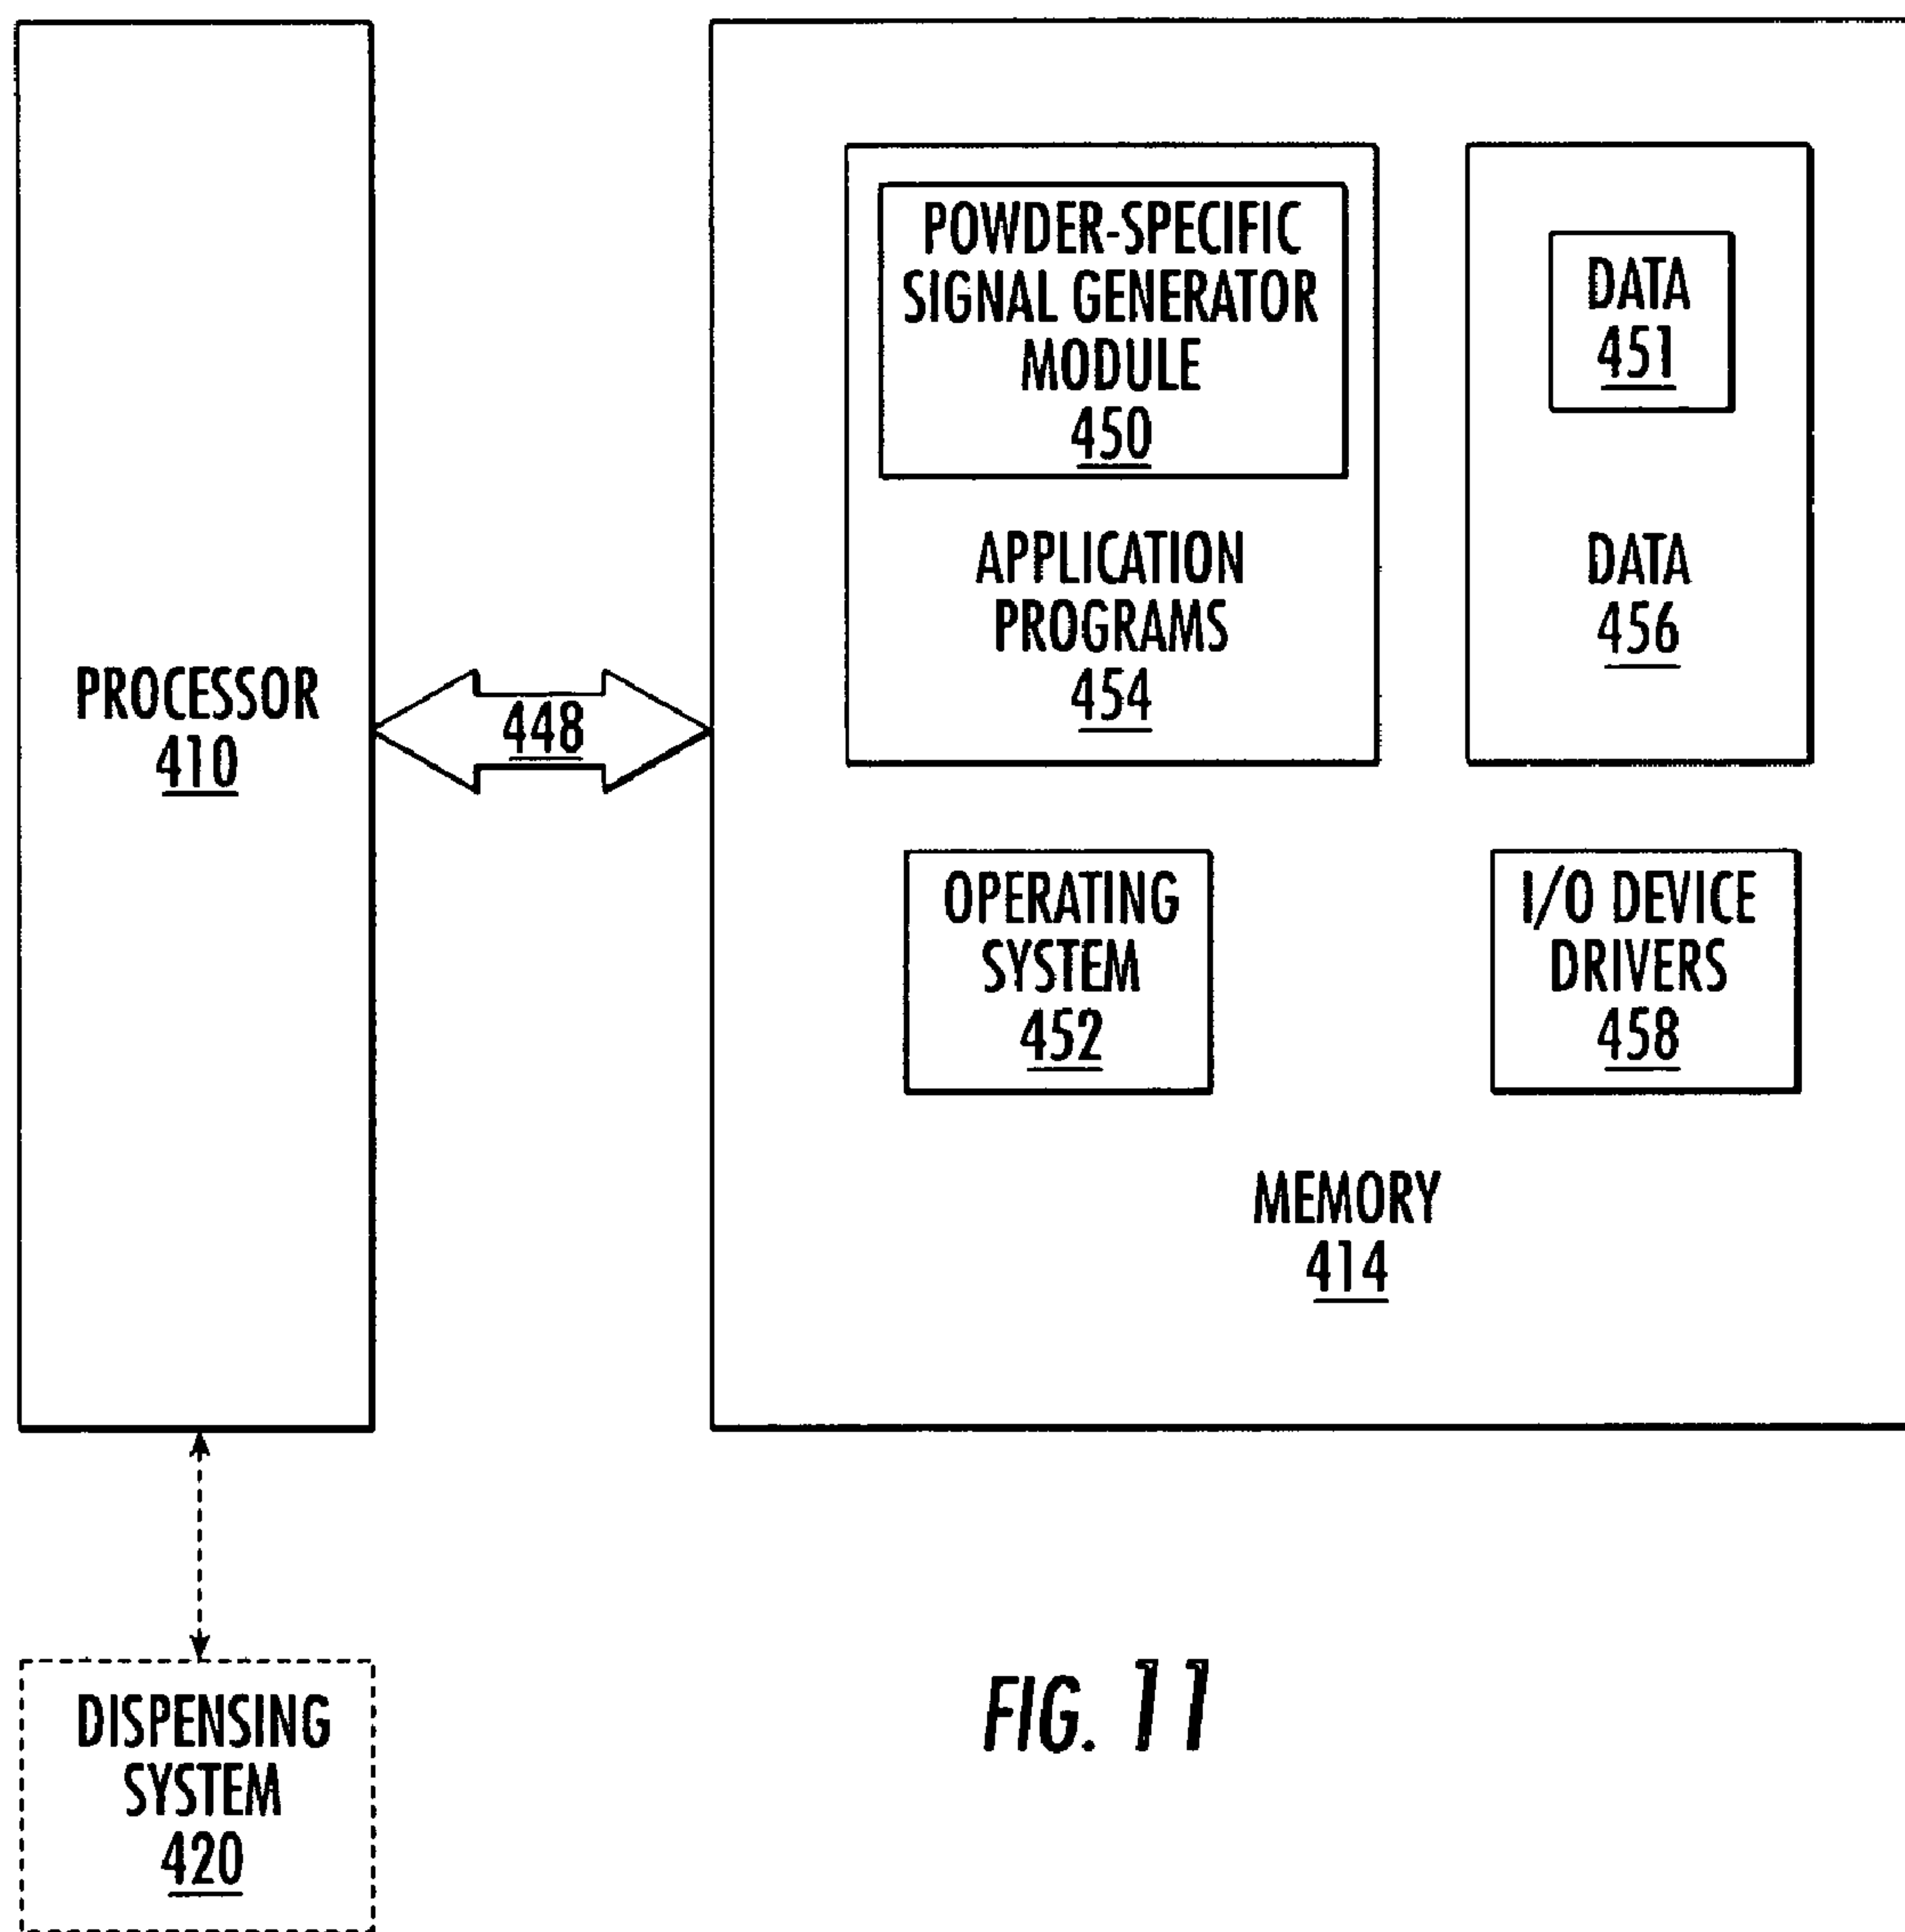 PROCESSOR
410
448
POWDER-SPECIFIC
SIGNAL GENERATOR
MODULE
450
APPLICATION
PROGRAMS
454
DATA
451
DATA
456
OPERATING
SYSTEM
452
I/O DEVICE
DRIVERS
458
MEMORY
414
DISPENSING
SYSTEM
420
FIG. 11